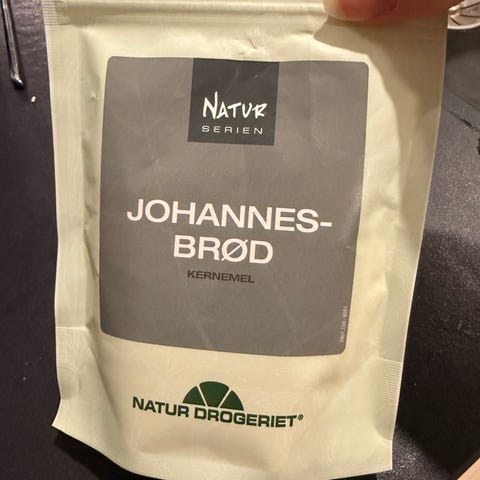 NATUR
SERIEN
JOHANNES-
BRØD
KERNEMEL
NATUR DROGERIET®